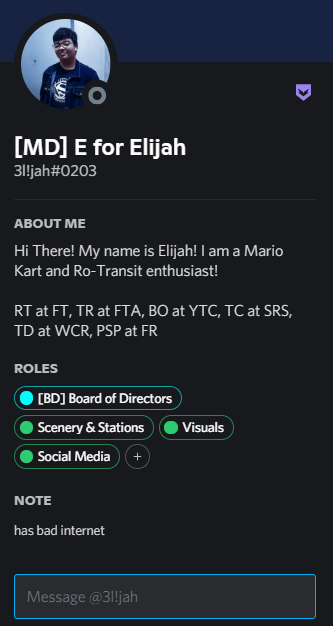 [MD] E for Elijah
3l!jah#0203
ABOUT ME
Hi There! My name is Elijah! I am a Mario
Kart and Ro-Transit enthusiast!
RT at FT, TR at FTA, BO at YTC, TC at SRS,
TD at WCR, PSP at FR
ROLES
[BD] Board of Directors
Scenery & Stations
Visuals
Social Media
+
NOTE
has bad internet
Message @3l!jah